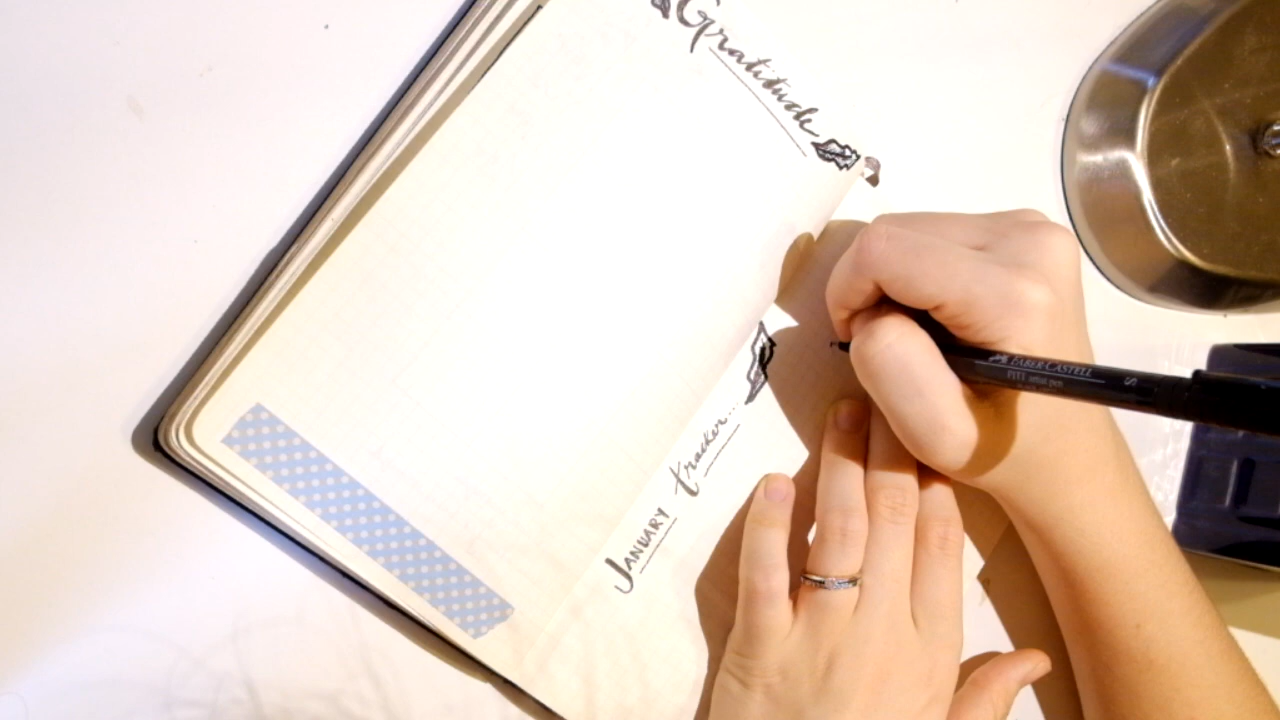 Gratitude
January tracker...
FABER-CASTELL
PITT artist pen
S